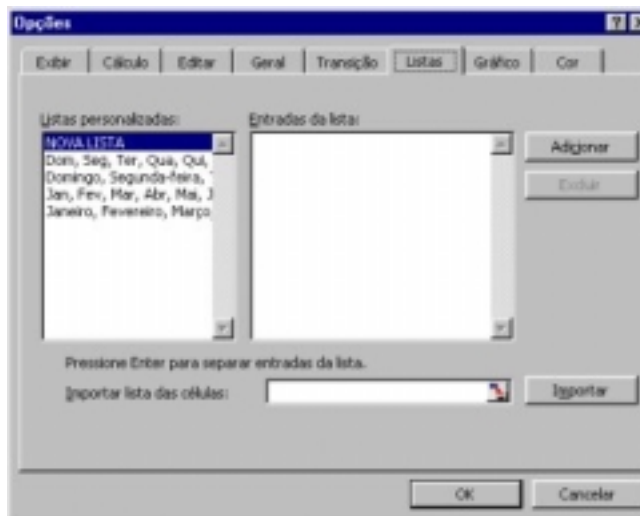 Opções
Exibir Cálculo Editar Geral Transição Listas Gráfico Cor
Listas personalizadas: Entradas da lista:
NOVA LISTA
Dom, Seg, Ter, Qua, Qui,
Domingo, Segunda-feira,
Jan, Fev, Mar, Abr, Mai, J
Janeiro, Fevereiro, Março,
Adicionar
Excluir
Pressione Enter para separar entradas da lista.
Importar lista das células:
Importar
OK Cancelar